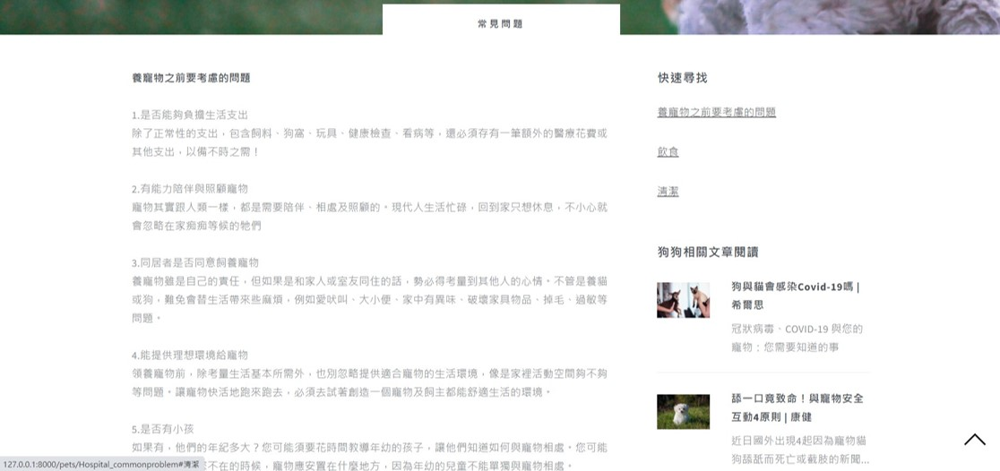 常見問題
養寵物之前要考慮的問題
1.是否能夠負擔生活支出
除了正常性的支出，包含飼料、狗窩、玩具、健康檢查、看病等，還必須存有一筆額外的醫療花費或
其他支出，以備不時之需！
2.有能力陪伴與照顧寵物
寵物其實跟人類一樣，都是需要陪伴、相處及照顧的。現代人生活忙碌，回到家只想休息，不小心就
會忽略在家痴痴等候的牠們
3.同居者是否同意飼養寵物
養寵物雖是自己的責任，但如果是和家人或室友同住的話，勢必得考量到其他人的心情。不管是養貓
或狗，難免會替生活帶來些麻煩，例如愛吠叫、大小便、家中有異味、破壞家具物品、掉毛、過敏等
問題。
4.能提供理想環境給寵物
領養寵物前，除考量生活基本所需外，也別忽略提供適合寵物的生活環境，像是家裡活動空間夠不夠
等問題。讓寵物快活地跑來跑去，必須去試著創造一個寵物及飼主都能舒適生活的環境。
5.是否有小孩
如果有，他們的年紀多大？您可能須要花時間教導年幼的孩子，讓他們知道如何與寵物相處。您可能
不在的時候，寵物應安置在什麼地方，因為年幼的兒童不能單獨與寵物相處。
127.0.0.1:8000/pets/Hospital_commonproblem#清潔
快速尋找
養寵物之前要考慮的問題
飲食
清潔
狗狗相關文章閱讀
狗與貓會感染Covid-19嗎 |
希爾思
冠狀病毒、COVID-19 與您的
寵物：您需要知道的事
舔一口竟致命！與寵物安全
互動4原則 | 康健
近日國外出現4起因為寵物貓
狗舔舐而死亡或截肢的新聞...